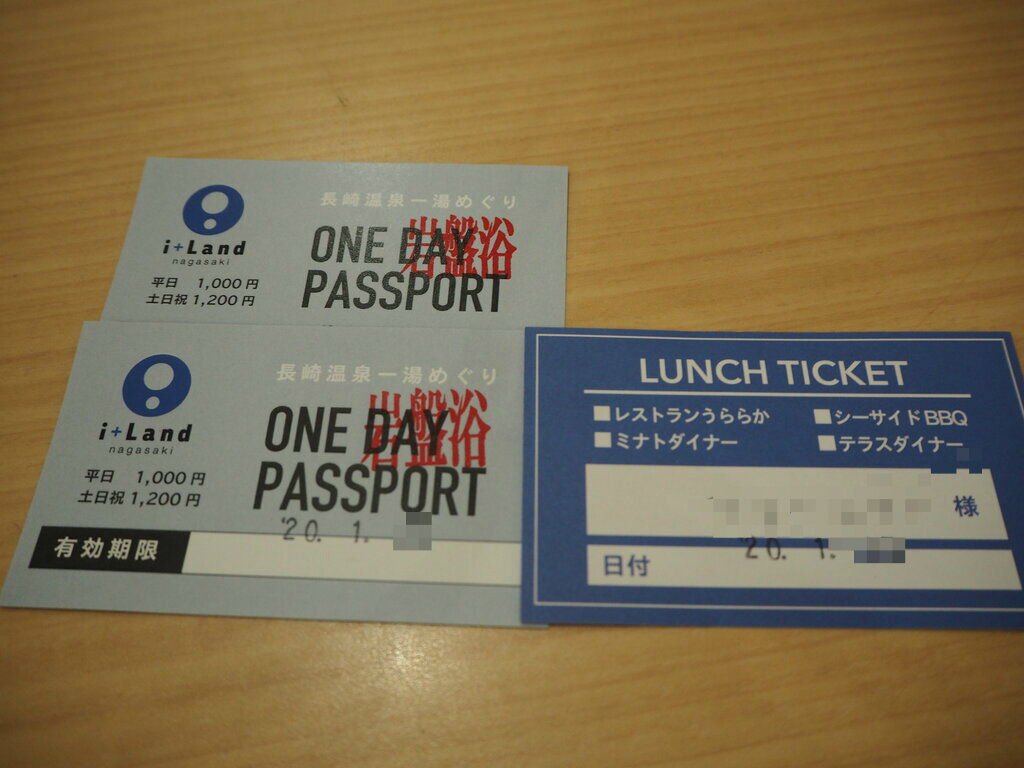 長崎温泉一湯めぐり
i+Land
nagasaki
ONE DAY
PASSPORT
岩盤浴
平日 1,000円
土日祝 1,200円
長崎温泉一湯めぐり
i+Land
nagasaki
ONE DAY
PASSPORT
岩盤浴
平日 1,000円
土日祝 1,200円
'20. 1.
有効期限
LUNCH TICKET
■レストランうららか ■シーサイドBBQ
■ミナトダイナー ■テラスダイナー
様
'20. 1.
日付